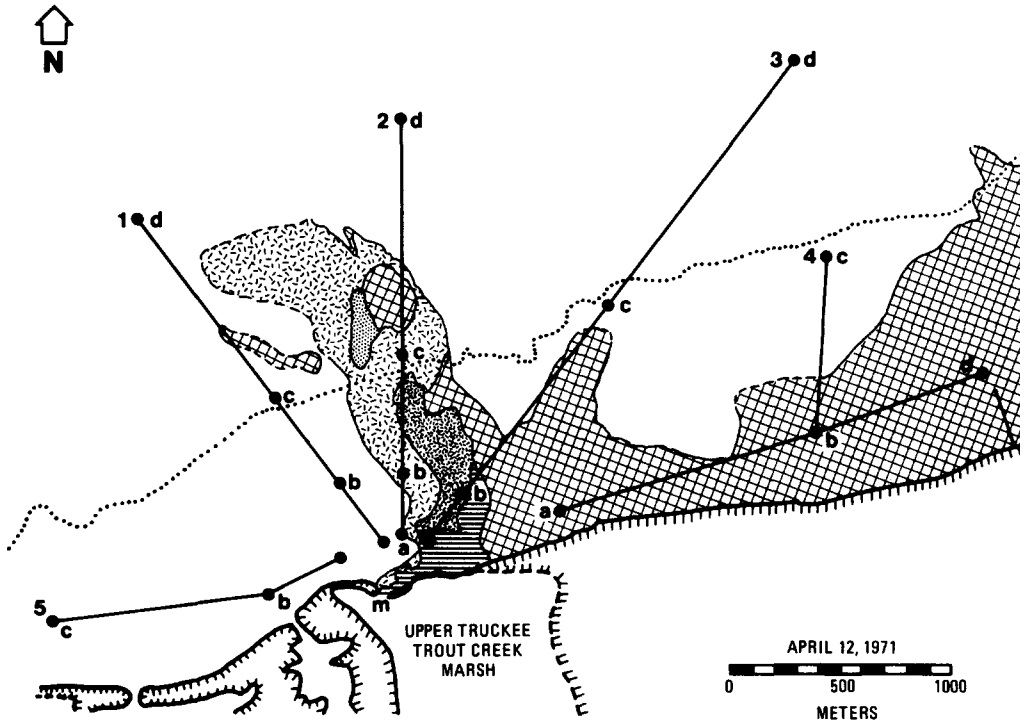 N
3 d
2 d
1 d
4 c
c
c
c
d
b
b
b
b
a
a
5
c
b
m
UPPER TRUCKEE
TROUT CREEK
MARSH
APRIL 12, 1971
0 500 1000
METERS